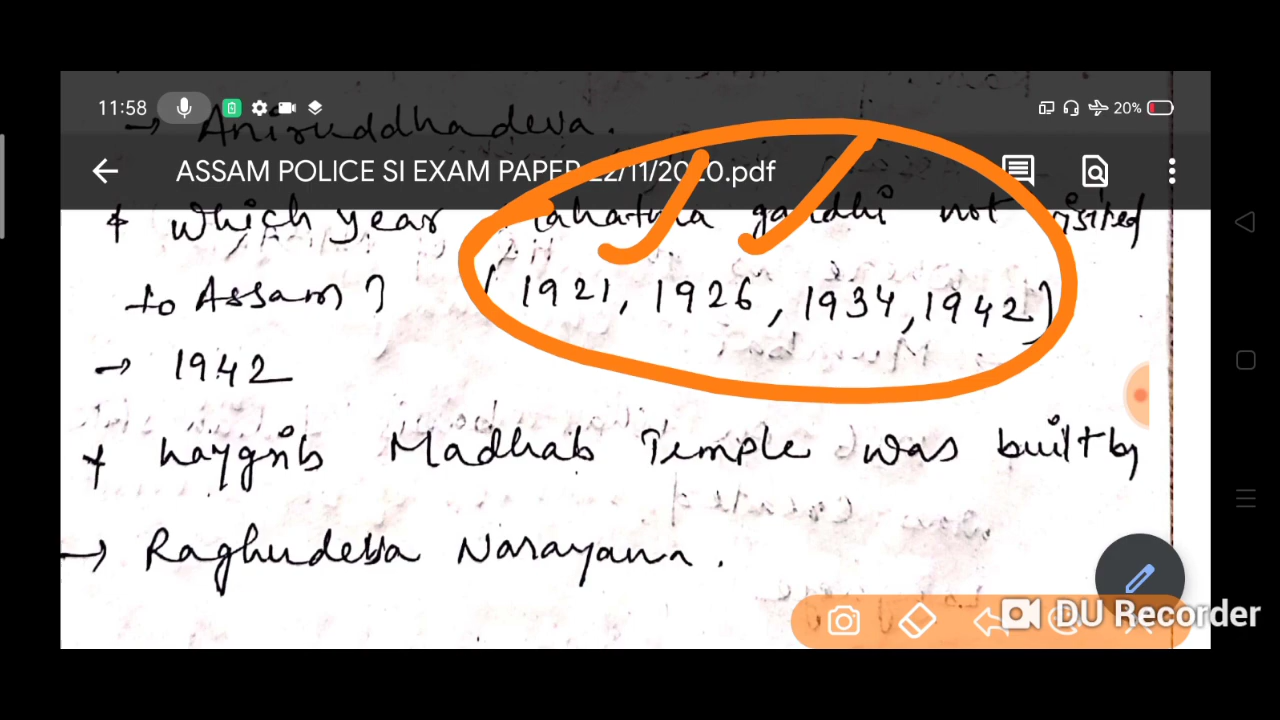 11:58 20%
→ Aniruddhadeva.
← ASSAM POLICE SI EXAM PAPER 22/11/2020.pdf
* which year Mahatma gandhi not visited
to Assam? (1921, 1926, 1934, 1942)
→ 1942
* haygrib Madhab Temple was built by
→ Raghudeba Narayana.
DU Recorder